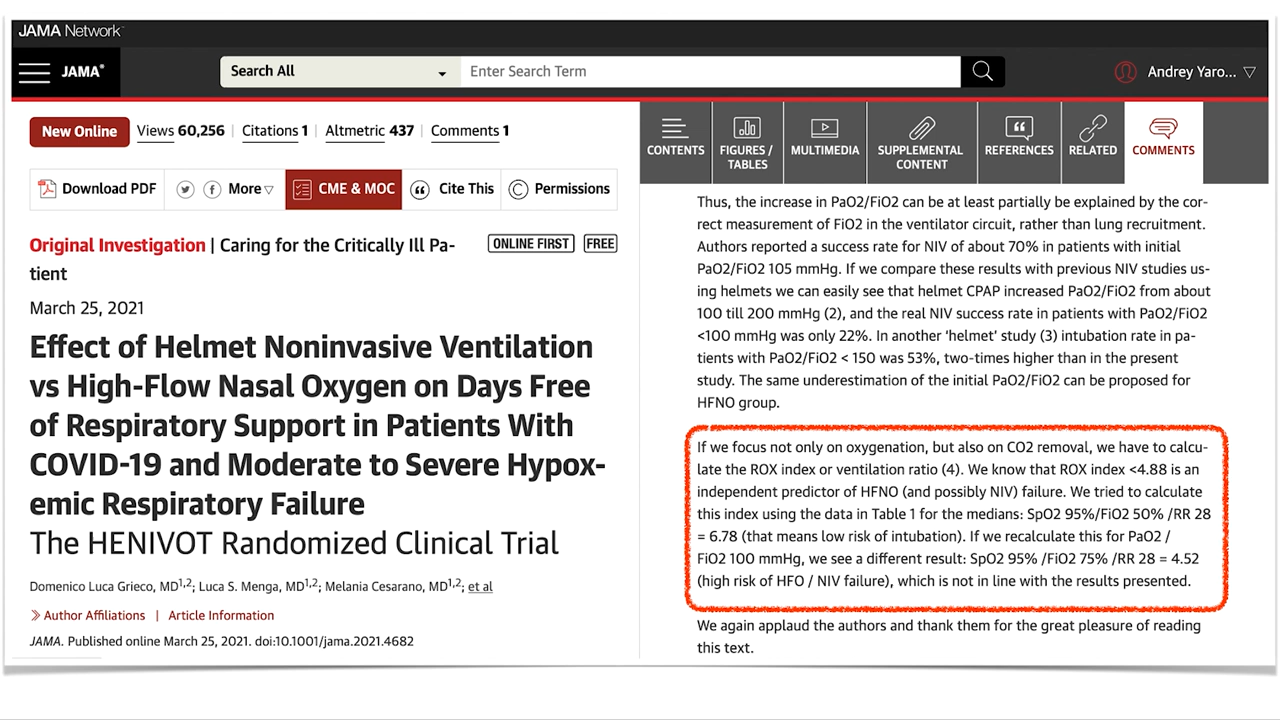 JAMA Network
JAMA®
Search All
Enter Search Term
Andrey Yaro...
New Online
Views 60,256 | Citations 1 | Altmetric 437 | Comments 1
Download PDF
More
CME & MOC
Cite This
Permissions
Original Investigation | Caring for the Critically Ill Pa-
tient
ONLINE FIRST
FREE
March 25, 2021
Effect of Helmet Noninvasive Ventilation
vs High-Flow Nasal Oxygen on Days Free
of Respiratory Support in Patients With
COVID-19 and Moderate to Severe Hypox-
emic Respiratory Failure
The HENIVOT Randomized Clinical Trial
Domenico Luca Grieco, MD1,2; Luca S. Menga, MD1,2; Melania Cesarano, MD1,2; et al
Author Affiliations | Article Information
JAMA. Published online March 25, 2021. doi:10.1001/jama.2021.4682
CONTENTS
FIGURES /
TABLES
MULTIMEDIA
SUPPLEMENTAL
CONTENT
REFERENCES
RELATED
COMMENTS
Thus, the increase in PaO2/FiO2 can be at least partially be explained by the cor-
rect measurement of FiO2 in the ventilator circuit, rather than lung recruitment.
Authors reported a success rate for NIV of about 70% in patients with initial
PaO2/FiO2 105 mmHg. If we compare these results with previous NIV studies us-
ing helmets we can easily see that helmet CPAP increased PaO2/FiO2 from about
100 till 200 mmHg (2), and the real NIV success rate in patients with PaO2/FiO2
<100 mmHg was only 22%. In another 'helmet' study (3) intubation rate in pa-
tients with PaO2/FiO2 < 150 was 53%, two-times higher than in the present
study. The same underestimation of the initial PaO2/FiO2 can be proposed for
HFNO group.
If we focus not only on oxygenation, but also on CO2 removal, we have to calcu-
late the ROX index or ventilation ratio (4). We know that ROX index <4.88 is an
independent predictor of HFNO (and possibly NIV) failure. We tried to calculate
this index using the data in Table 1 for the medians: SpO2 95%/FiO2 50% /RR 28
= 6.78 (that means low risk of intubation). If we recalculate this for PaO2 /
FiO2 100 mmHg, we see a different result: SpO2 95% /FiO2 75% /RR 28 = 4.52
(high risk of HFO / NIV failure), which is not in line with the results presented.
We again applaud the authors and thank them for the great pleasure of reading
this text.